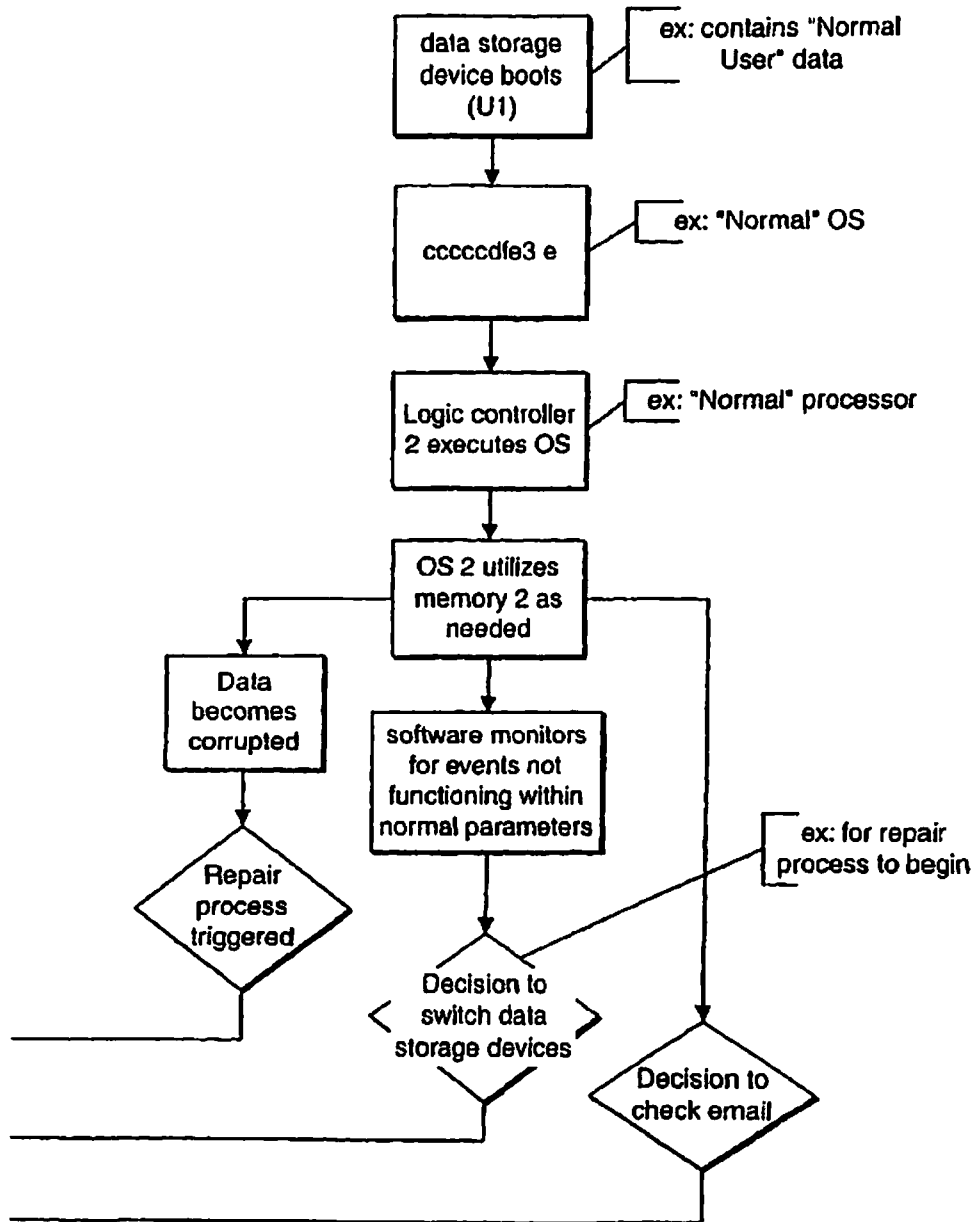 data storage
device boots
(U1)
ex: contains "Normal
User" data
cccccdfe3 e
ex: "Normal" OS
Logic controller
2 executes OS
ex: "Normal" processor
OS 2 utilizes
memory 2 as
needed
Data
becomes
corrupted
software monitors
for events not
functioning within
normal parameters
ex: for repair
process to begin
Repair
process
triggered
Decision to
switch data
storage devices
Decision to
check email